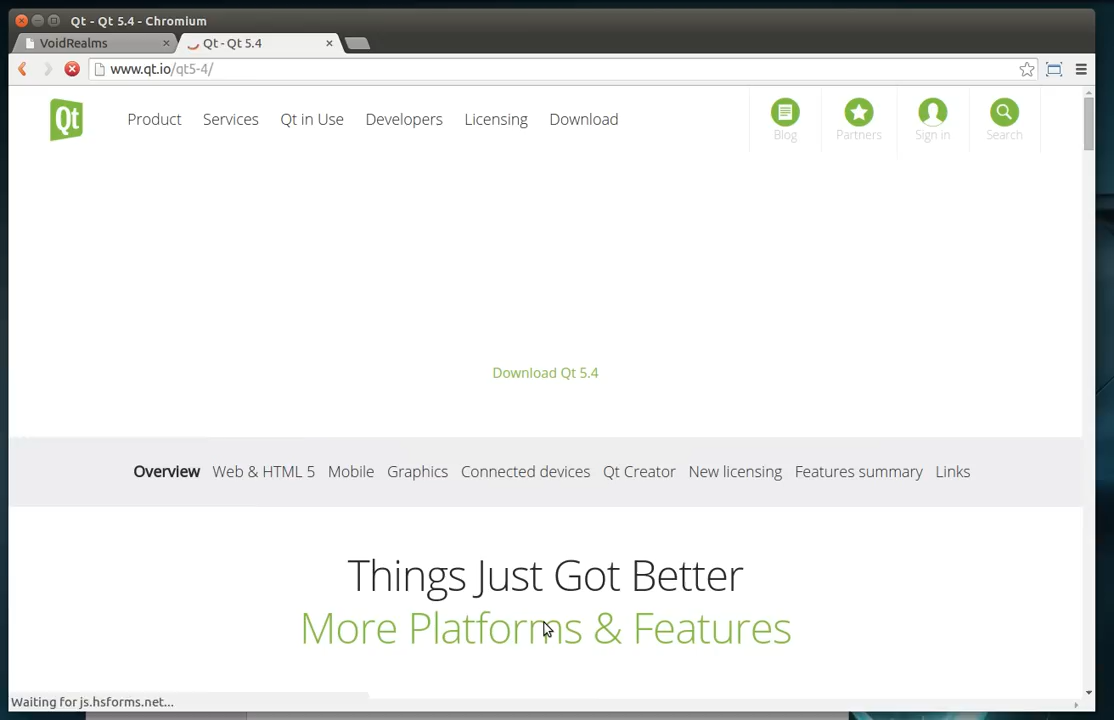 Qt - Qt 5.4 - Chromium
VoidRealms
Qt - Qt 5.4
www.qt.io/qt5-4/
Qt
Product Services Qt in Use Developers Licensing Download
Blog Partners Sign in Search
Download Qt 5.4
Overview Web & HTML 5 Mobile Graphics Connected devices Qt Creator New licensing Features summary Links
Things Just Got Better
More Platforms & Features
Waiting for js.hsforms.net...